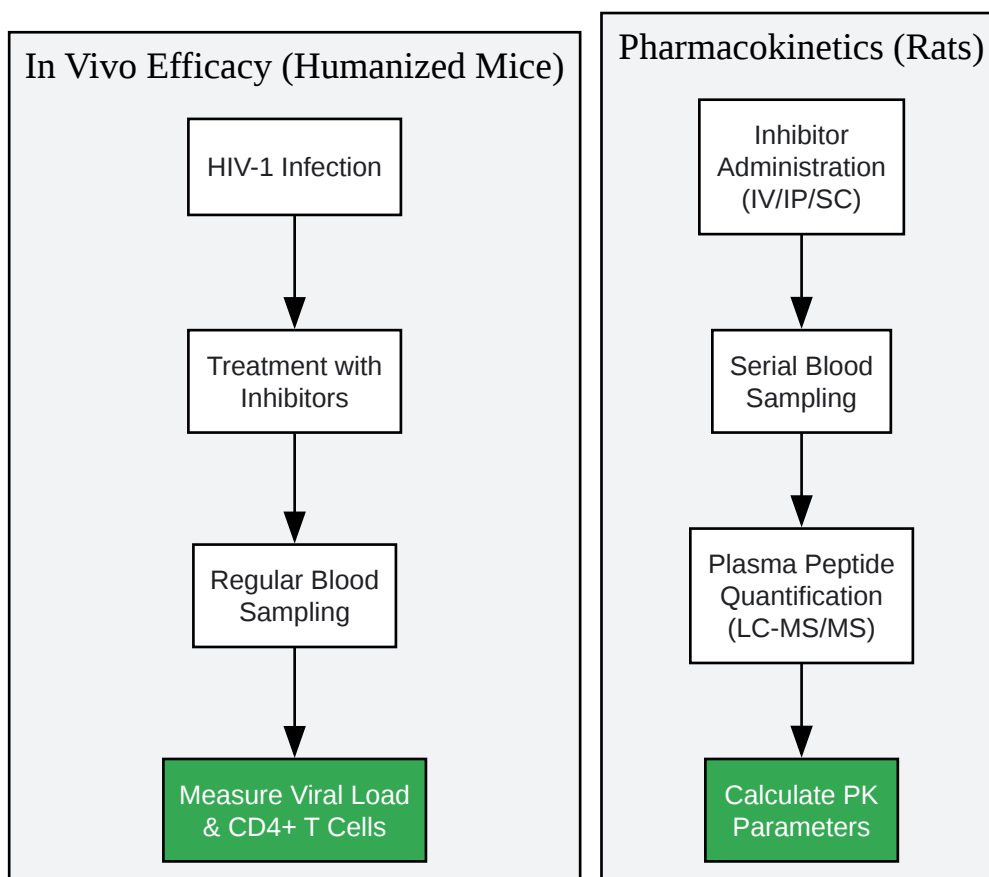 In Vivo Efficacy (Humanized Mice)
HIV-1 Infection
Treatment with
Inhibitors
Regular Blood
Sampling
Measure Viral Load
& CD4+ T Cells
Pharmacokinetics (Rats)
Inhibitor
Administration
(IV/IP/SC)
Serial Blood
Sampling
Plasma Peptide
Quantification
(LC-MS/MS)
Calculate PK
Parameters